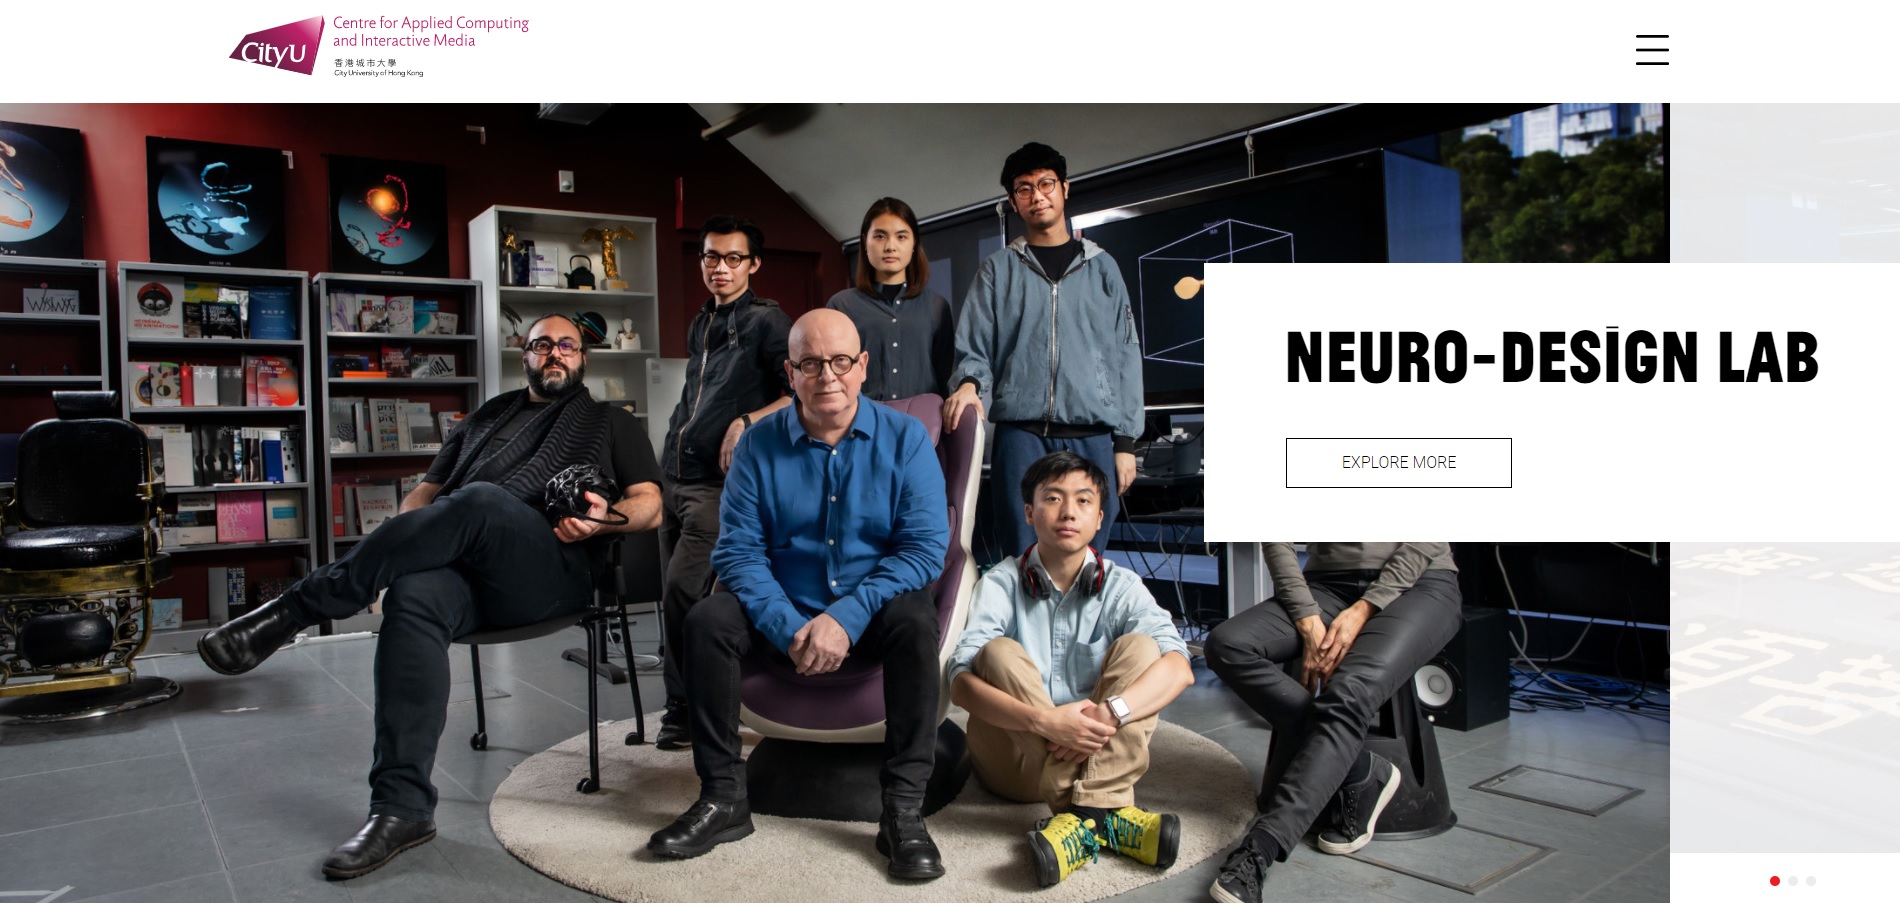 CityU
Centre for Applied Computing
and Interactive Media
香港城市大學
City University of Hong Kong
NEURO-DESĪGN LAB
EXPLORE MORE